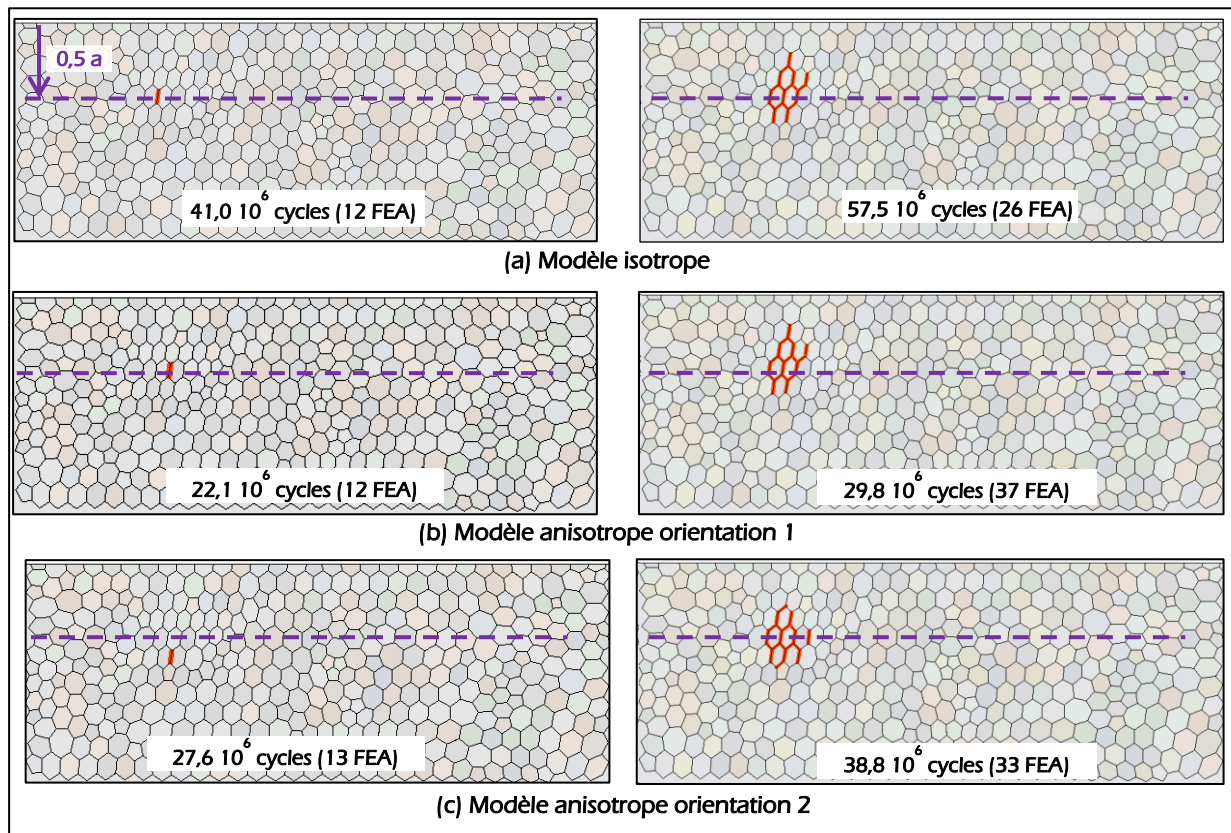 0,5 a
41,0 10⁶ cycles (12 FEA)
57,5 10⁶ cycles (26 FEA)
(a) Modèle isotrope
22,1 10⁶ cycles (12 FEA)
29,8 10⁶ cycles (37 FEA)
(b) Modèle anisotrope orientation 1
27,6 10⁶ cycles (13 FEA)
38,8 10⁶ cycles (33 FEA)
(c) Modèle anisotrope orientation 2